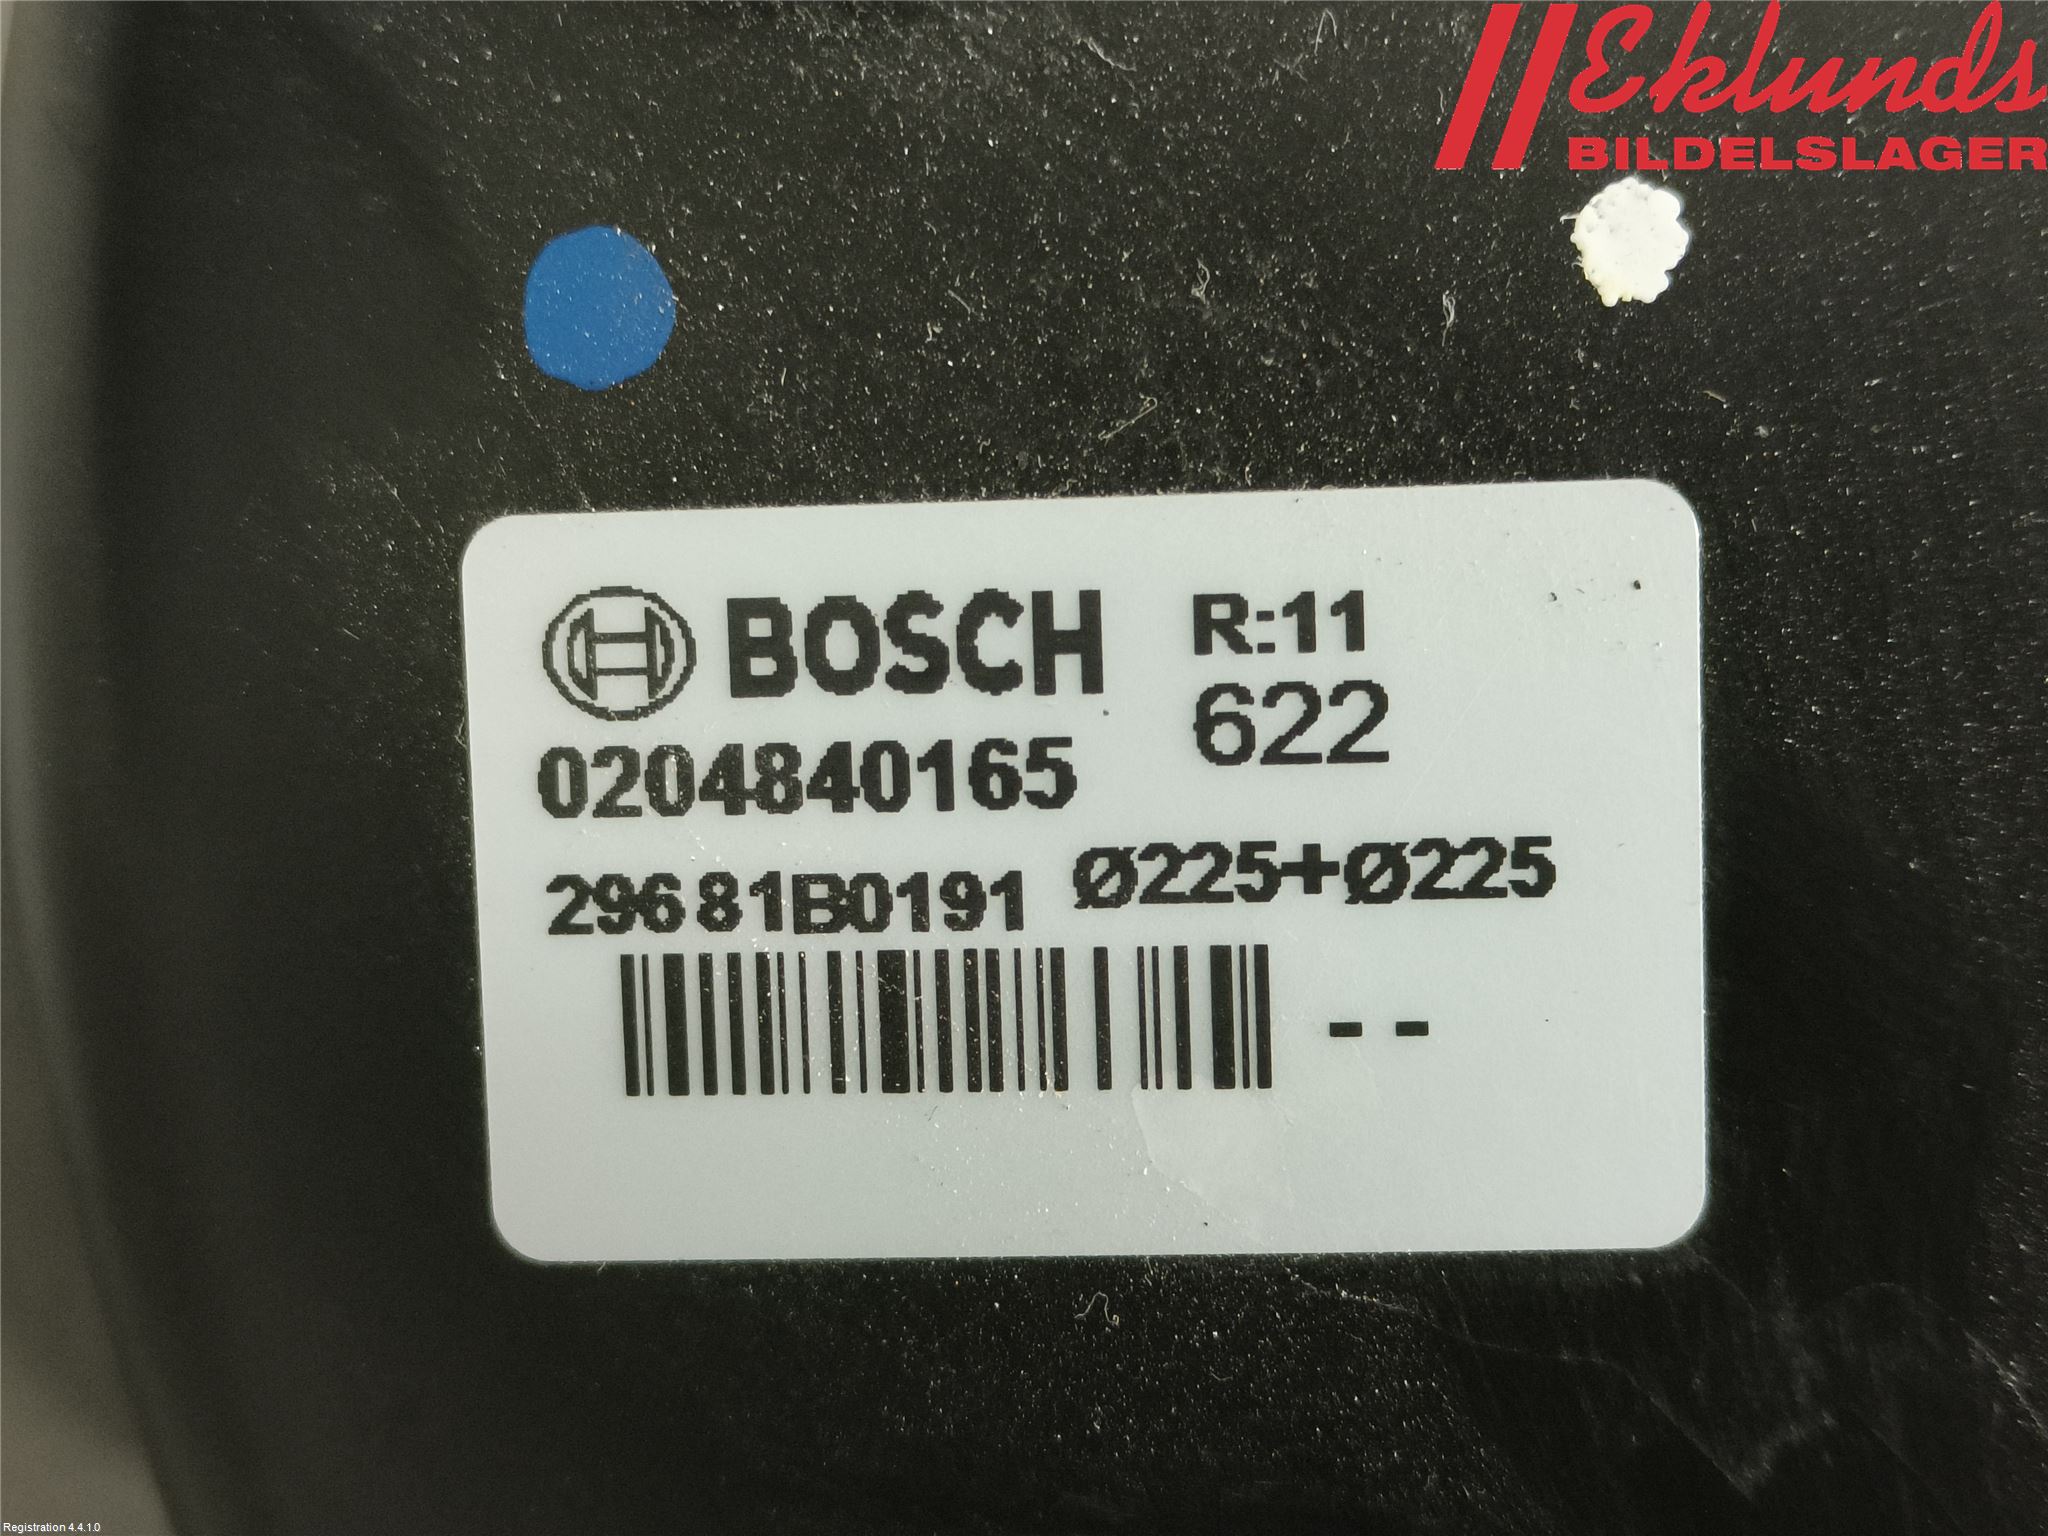 Eklunds
BILDELSLAGER
BOSCH R:11
622
0204840165
29681B0191 Ø225+Ø225
--
Registration 4.4.1.0